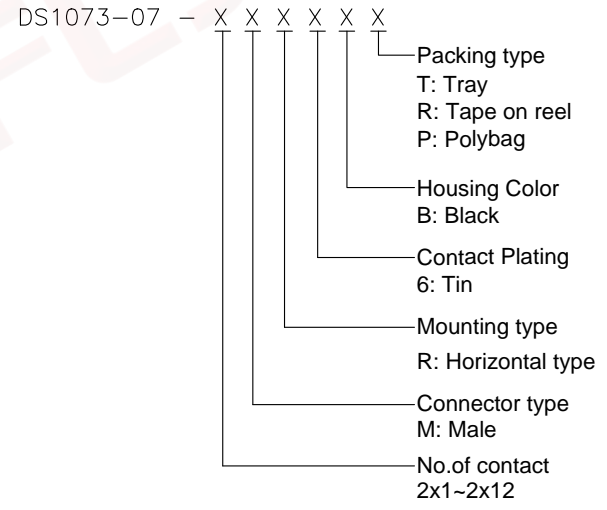 DS1073-07 - X X X X X X
Packing type
T: Tray
R: Tape on reel
P: Polybag
Housing Color
B: Black
Contact Plating
6: Tin
Mounting type
R: Horizontal type
Connector type
M: Male
No.of contact
2x1~2x12